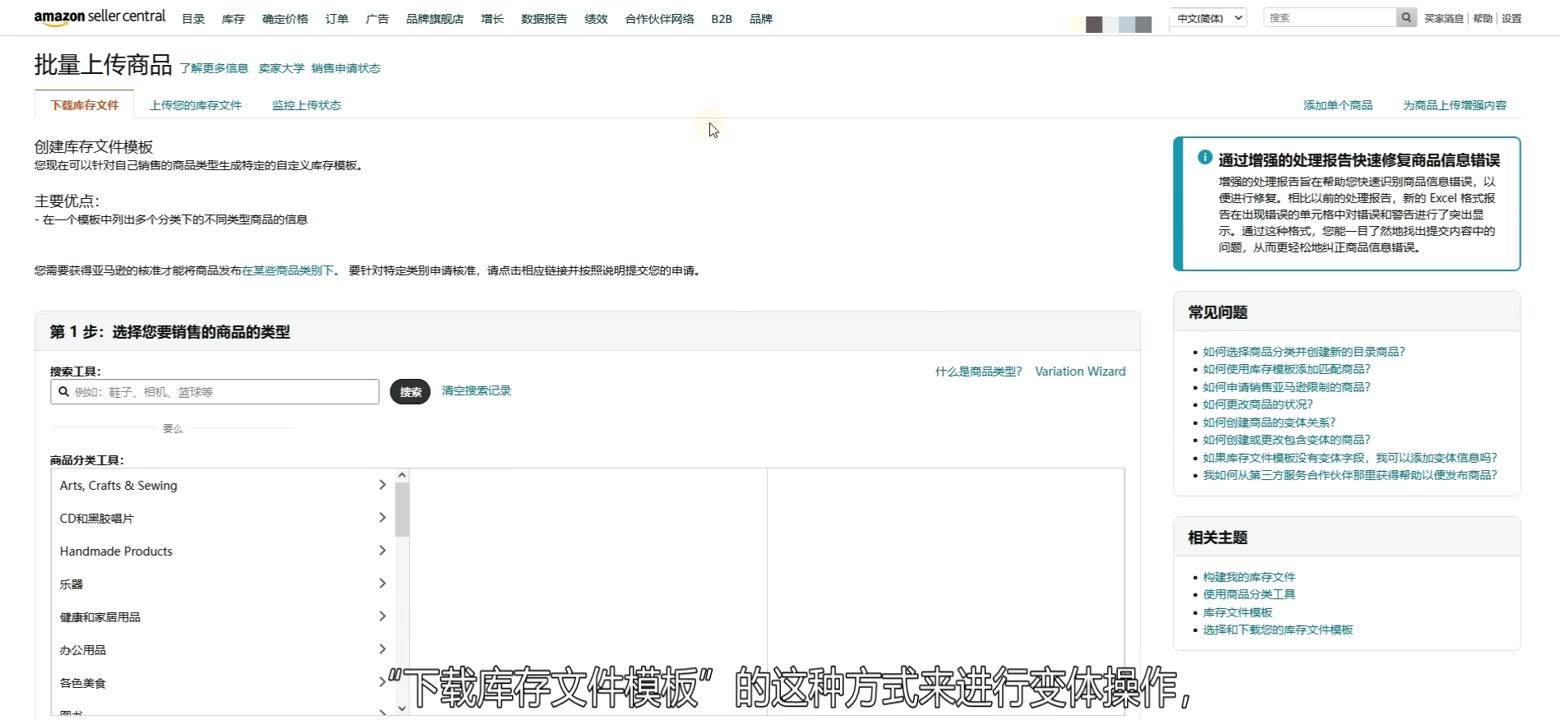 amazon seller central 目录 库存 确定价格 订单 广告 品牌旗舰店 增长 数据报告 绩效 合作伙伴网络 B2B 品牌 中文(简体) 搜索 买家消息 | 帮助 | 设置
批量上传商品 了解更多信息 卖家大学 销售申请状态
下载库存文件 上传您的库存文件 监控上传状态 添加单个商品 为商品上传增强内容
创建库存文件模板
您现在可以针对自己销售的商品类型生成特定的自定义库存模板。
主要优点：
- 在一个模板中列出多个分类下的不同类型商品的信息
您需要获得亚马逊的核准才能将商品发布在某些商品类别下。 要针对特定类别申请核准，请点击相应链接并按照说明提交您的申请。
第 1 步：选择您要销售的商品的类型
搜索工具：
什么是商品类型? Variation Wizard
例如：鞋子、相机、篮球等 搜索 清空搜索记录
要么
商品分类工具：
Arts, Crafts & Sewing
CD和黑胶唱片
Handmade Products
乐器
健康和家居用品
办公用品
各色美食
图书
通过增强的处理报告快速修复商品信息错误
增强的处理报告旨在帮助您快速识别商品信息错误，以
便进行修复。相比以前的处理报告，新的 Excel 格式报
告在出现错误的单元格中对错误和警告进行了突出显
示。通过这种格式，您能一目了然地找出提交内容中的
问题，从而更轻松地纠正商品信息错误。
常见问题
• 如何选择商品分类并创建新的目录商品?
• 如何使用库存模板添加匹配商品?
• 如何申请销售亚马逊限制的商品?
• 如何更改商品的状况?
• 如何创建商品的变体关系?
• 如何创建或更改包含变体的商品?
• 如果库存文件模板没有变体字段，我可以添加变体信息吗?
• 我如何从第三方服务合作伙伴那里获得帮助以便发布商品?
相关主题
• 构建我的库存文件
• 使用商品分类工具
• 库存文件模板
• 选择和下载您的库存文件模板
“下载库存文件模板”的这种方式来进行变体操作，